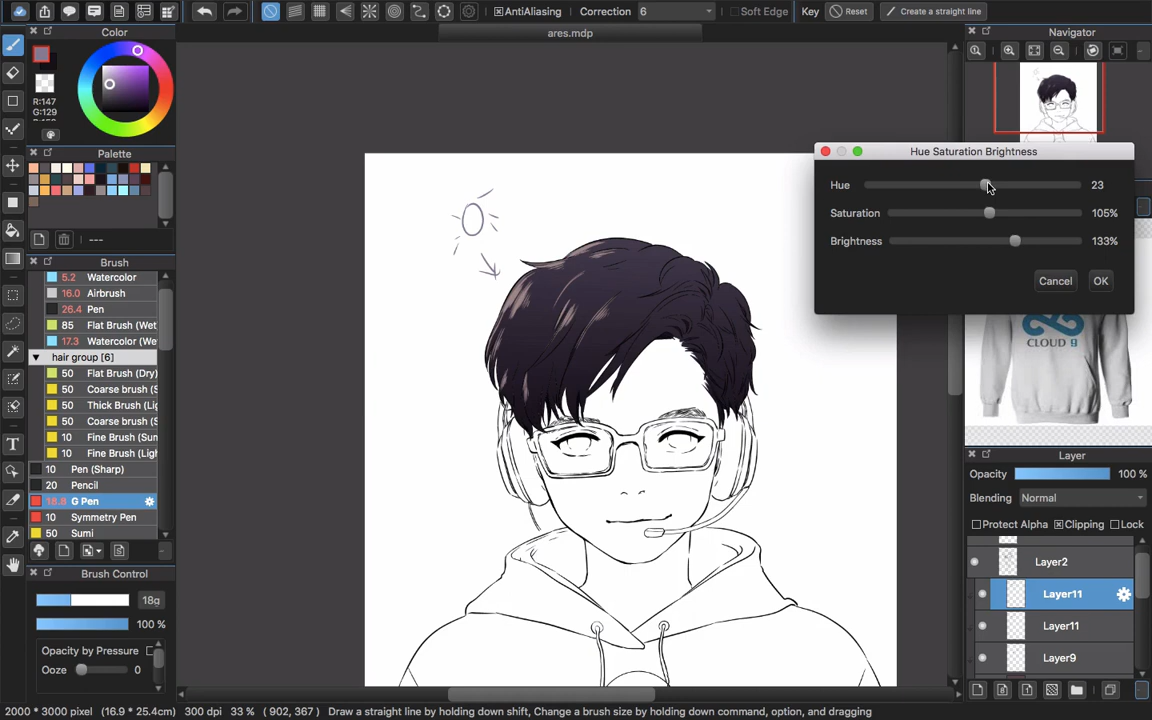 AntiAliasing Correction 6 Soft Edge Key Reset Create a straight line
ares.mdp
Color
R:147
G:129
Palette
---
Brush
5.2 Watercolor
16.0 Airbrush
26.4 Pen
85 Flat Brush (Wet
17.3 Watercolor (We
hair group [6]
50 Flat Brush (Dry)
50 Coarse brush (S
50 Thick Brush (Li
50 Coarse brush (S
10 Fine Brush (Sun
10 Fine Brush (Ligh
10 Pen (Sharp)
20 Pencil
18.8 G Pen
10 Symmetry Pen
50 Sumi
Brush Control
18g
100 %
Opacity by Pressure
Ooze 0
Navigator
Hue Saturation Brightness
Hue 23
Saturation 105%
Brightness 133%
Cancel OK
CLOUD 9
Layer
Opacity 100 %
Blending Normal
Protect Alpha Clipping Lock
Layer2
Layer11
Layer11
Layer9
2000 * 3000 pixel (16.9 * 25.4cm) 300 dpi 33 % ( 902, 367 ) Draw a straight line by holding down shift, Change a brush size by holding down command, option, and dragging